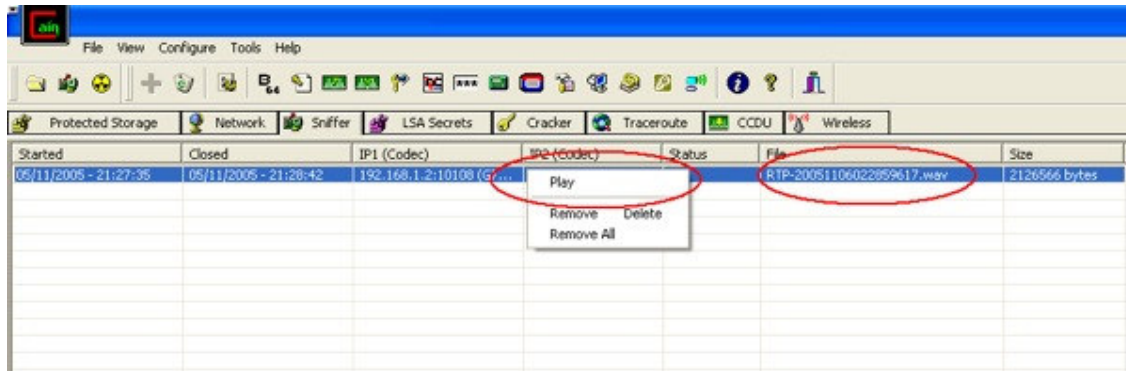 Cain
File View Configure Tools Help
Protected Storage Network Sniffer LSA Secrets Cracker Traceroute CCDU Wireless
Started Closed IP1 (Codec) IP2 (Codec) Status File Size
05/11/2005 - 21:27:35 05/11/2005 - 21:28:42 192.168.1.2:10108 (G... RTP-20051106022859617.wav 2126566 bytes
Play
Remove Delete
Remove All